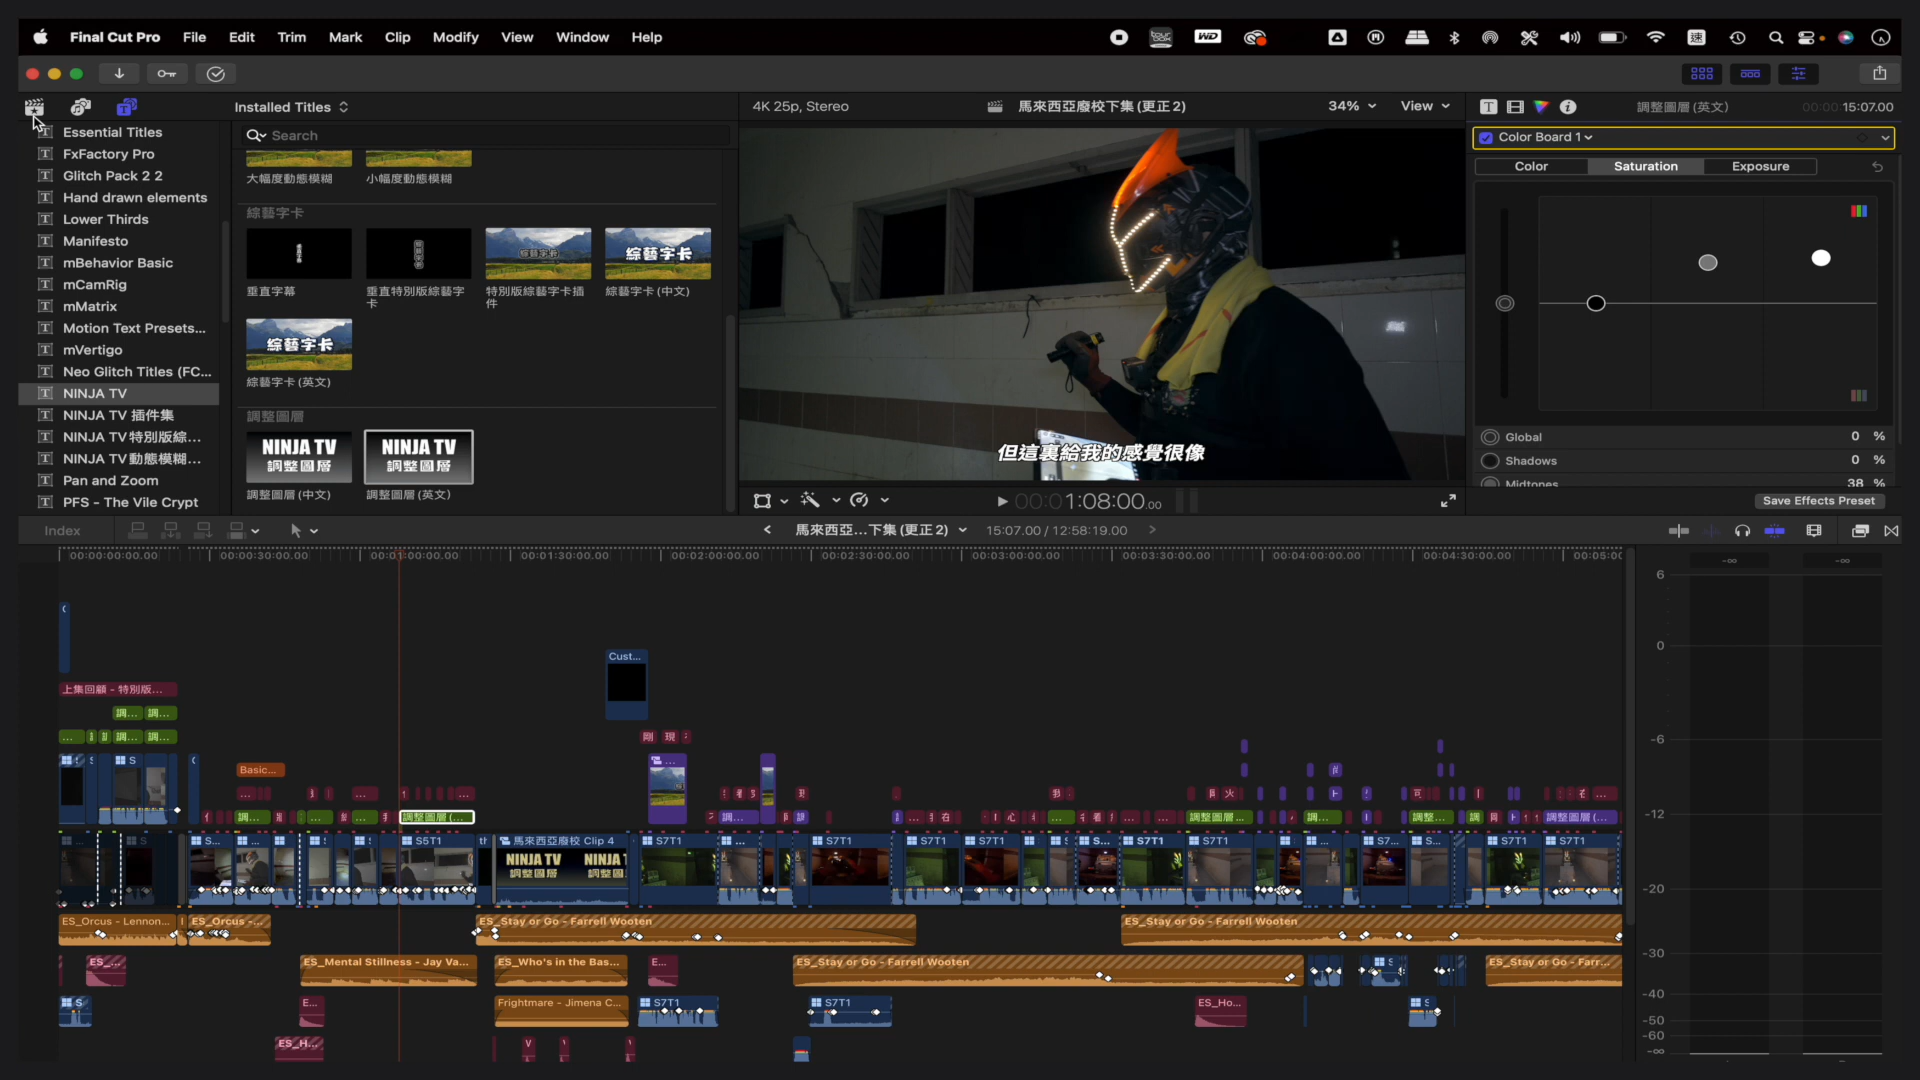 Final Cut Pro File Edit Trim Mark Clip Modify View Window Help
Installed Titles
4K 25p, Stereo
馬來西亞廢校下集 (更正 2)
34%
View
調整圖層 (英文)
00:00:15:07.00
Essential Titles
FxFactory Pro
Glitch Pack 2 2
Hand drawn elements
Lower Thirds
Manifesto
mBehavior Basic
mCamRig
mMatrix
Motion Text Presets...
mVertigo
Neo Glitch Titles (FC...
NINJA TV
NINJA TV 插件集
NINJA TV 特別版綜...
NINJA TV 動態模糊...
Pan and Zoom
PFS - The Vile Crypt
Search
大幅度動態模糊
小幅度動態模糊
綜藝字卡
綜藝字卡
垂直字幕
垂直特別版綜藝字卡
特別版綜藝字卡插件
綜藝字卡 (中文)
綜藝字卡
綜藝字卡 (英文)
調整圖層
NINJA TV
調整圖層
NINJA TV
調整圖層
調整圖層 (中文)
調整圖層 (英文)
但這裏給我的感覺很像
00:01:08:00.00
Color Board 1
Color
Saturation
Exposure
Global 0 %
Shadows 0 %
Midtones 38 %
Save Effects Preset
Index
馬來西亞...下集 (更正 2)
15:07.00 / 12:58:19.00
00:00:00:00.00
00:00:30:00.00
00:01:00:00.00
00:01:30:00.00
00:02:00:00.00
00:02:30:00.00
00:03:00:00.00
00:03:30:00.00
00:04:00:00.00
00:04:30:00.00
00:05:00
Cust...
上集回顧 - 特別版...
調...
調...
調...
調...
剛
現
Basic...
調...
調整圖層 (...
調...
調整圖層 ...
調...
調整...
調整圖層 (...
S5T1
馬來西亞廢校 Clip 4
NINJA TV
調整圖層
S7T1
S7T1
S7T1
S7T1
S7T1
S7...
S7T1
S7T1
ES_Orcus - Lennon...
ES_Orcus -...
ES_Stay or Go - Farrell Wooten
ES_Stay or Go - Farrell Wooten
ES_...
ES_Mental Stillness - Jay Va...
ES_Who's in the Bas...
E...
ES_Stay or Go - Farrell Wooten
ES_Stay or Go - Farr...
E...
Frightmare - Jimena C...
S7T1
S7T1
ES_Ho...
ES_H...
-∞
-∞
6
0
-6
-12
-20
-30
-40
-50
-60
-∞